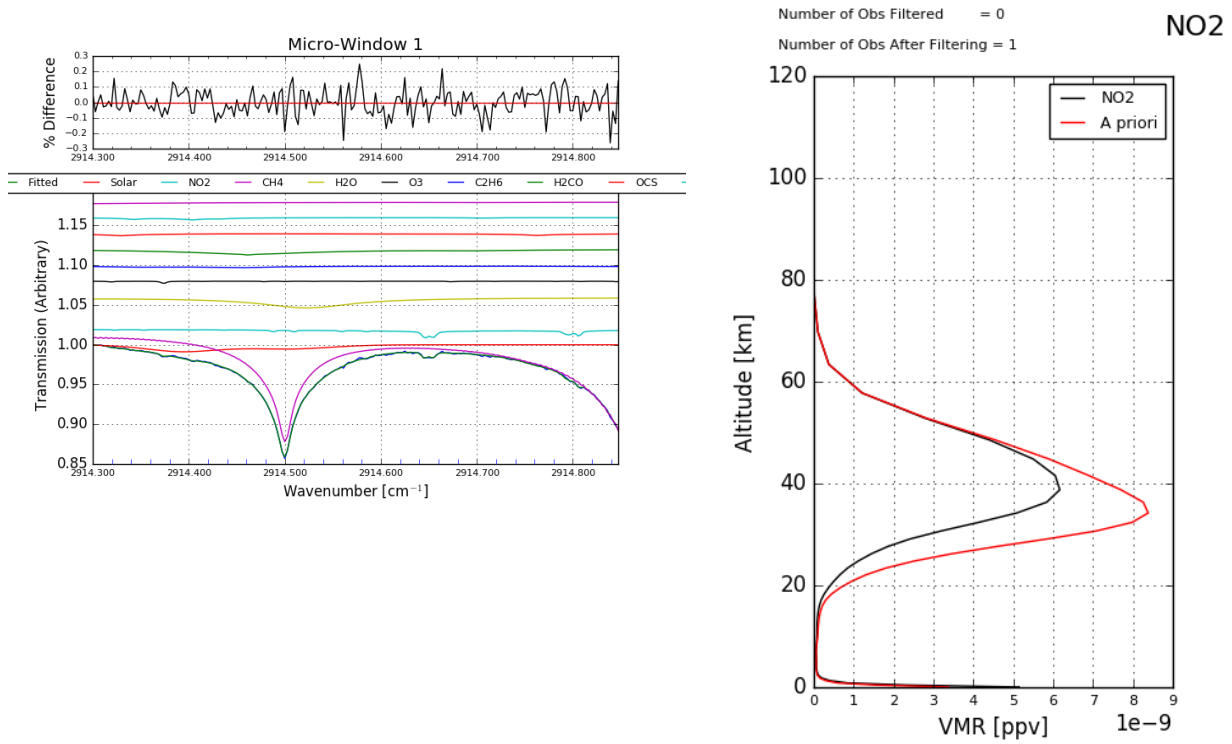 Micro-Window 1
% Difference
0.3
0.2
0.1
0.0
−0.1
−0.2
−0.3
2914.300 2914.400 2914.500 2914.600 2914.700 2914.800
Fitted Solar NO2 CH4 H2O O3 C2H6 H2CO OCS
Transmission (Arbitrary)
1.15
1.10
1.05
1.00
0.95
0.90
0.85
2914.300 2914.400 2914.500 2914.600 2914.700 2914.800
Wavenumber [cm⁻¹]
Number of Obs Filtered = 0
Number of Obs After Filtering = 1
NO2
NO2
A priori
Altitude [km]
120
100
80
60
40
20
0
0 1 2 3 4 5 6 7 8 9
VMR [ppv]
1e−9